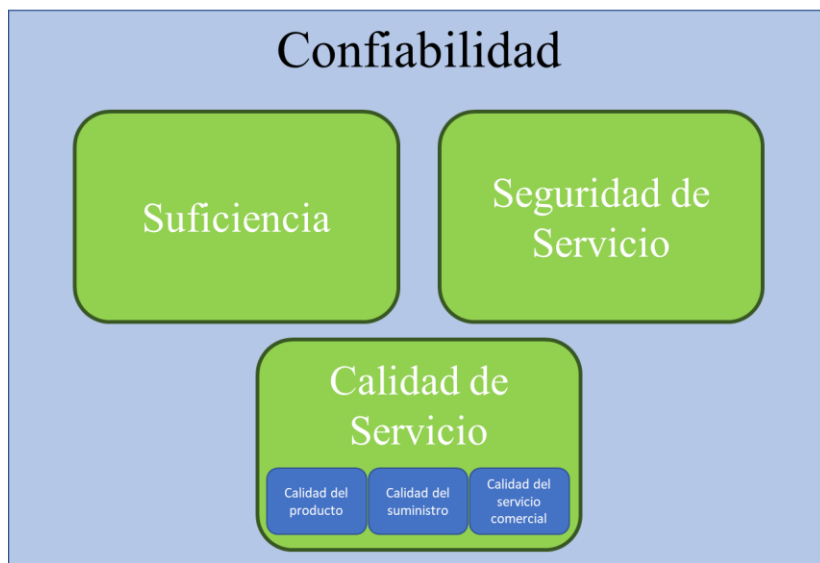 Confiabilidad
Suficiencia
Seguridad de
Servicio
Calidad de
Servicio
Calidad del
producto
Calidad del
suministro
Calidad del
servicio
comercial